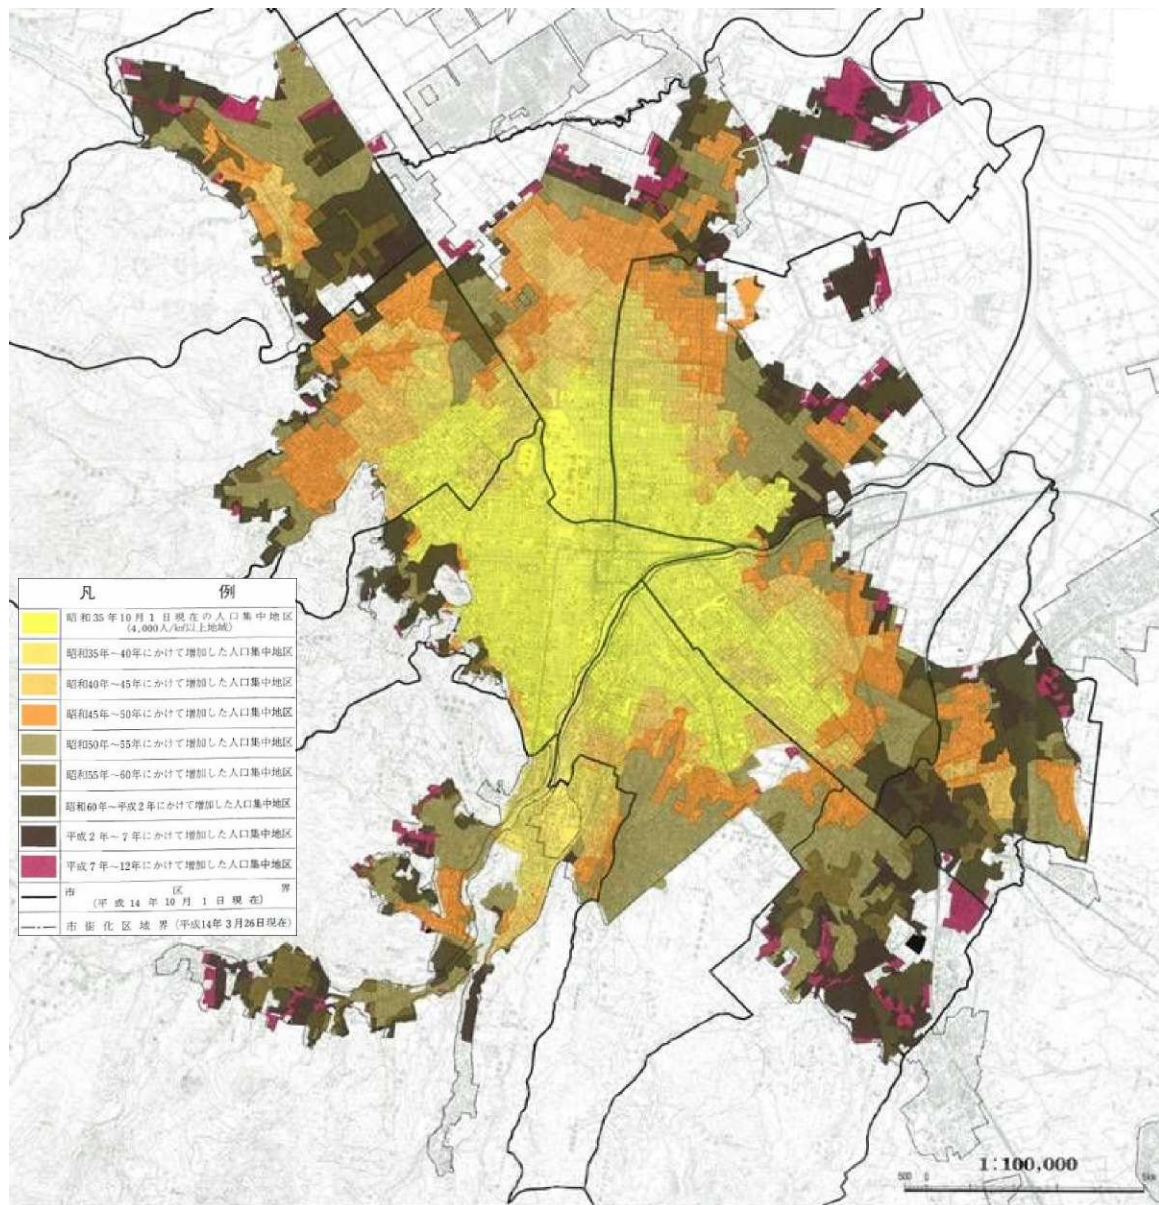 凡 例
昭和35年10月1日現在の人口集中地区
(4,000人/km²以上地域)
昭和35年~40年にかけて増加した人口集中地区
昭和40年~45年にかけて増加した人口集中地区
昭和45年~50年にかけて増加した人口集中地区
昭和50年~55年にかけて増加した人口集中地区
昭和55年~60年にかけて増加した人口集中地区
昭和60年~平成2年にかけて増加した人口集中地区
平成2年~7年にかけて増加した人口集中地区
平成7年~12年にかけて増加した人口集中地区
市 区 界
(平成14年10月1日現在)
市街化区域界(平成14年3月26日現在)
1:100,000
500 0 5km